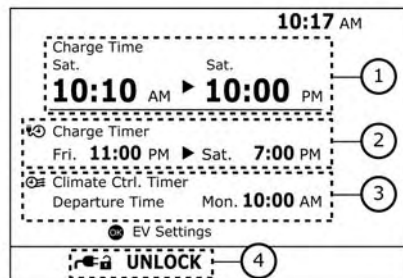 10:17 AM
Charge Time
Sat. Sat.
10:10 AM ▶ 10:00 PM
1
Charge Timer
2
Fri. 11:00 PM ▶ Sat. 7:00 PM
Climate Ctrl. Timer
3
Departure Time Mon. 10:00 AM
OK EV Settings
UNLOCK 4